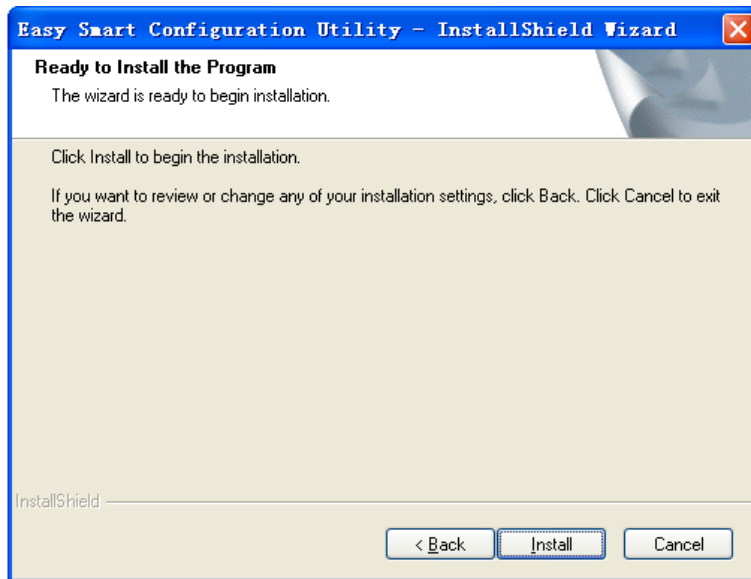 Easy Smart Configuration Utility - InstallShield Wizard
Ready to Install the Program
The wizard is ready to begin installation.
Click Install to begin the installation.
If you want to review or change any of your installation settings, click Back. Click Cancel to exit
the wizard.
InstallShield
< Back Install Cancel